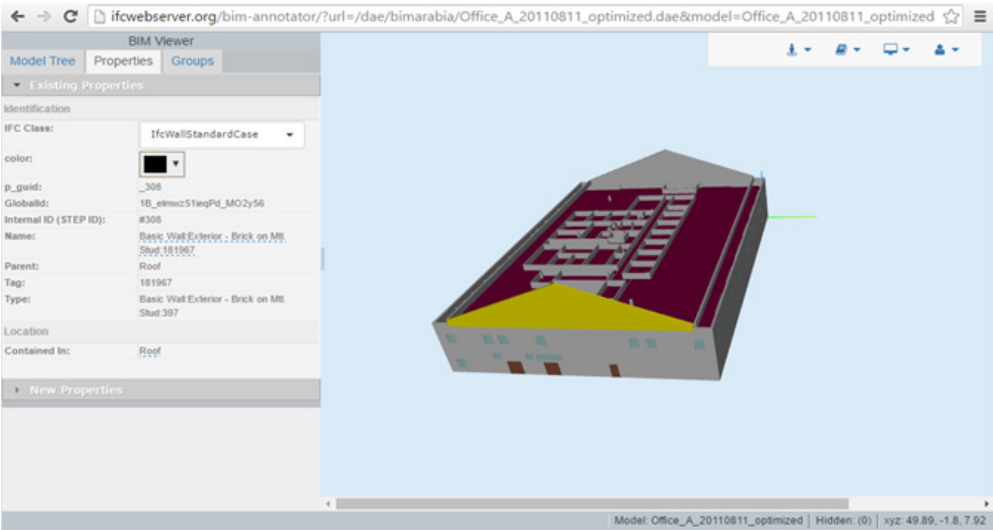 ifcwebserver.org/bim-annotator/?url=/dae/bimarabia/Office_A_20110811_optimized.dae&model=Office_A_20110811_optimized
BIM Viewer
Model Tree Properties Groups
Existing Properties
Identification
IFC Class: IfcWallStandardCase
color:
p_guid: _308
GlobalId: 1B_elmwz51ieqPd_MO2y56
Internal ID (STEP ID): #308
Name: Basic Wall:Exterior - Brick on Mtl.
Stud:181967
Parent: Roof
Tag: 181967
Type: Basic Wall:Exterior - Brick on Mtl.
Stud:397
Location
Contained In: Roof
New Properties
Model: Office_A_20110811_optimized Hidden: (0) xyz: 49.89, -1.8, 7.92